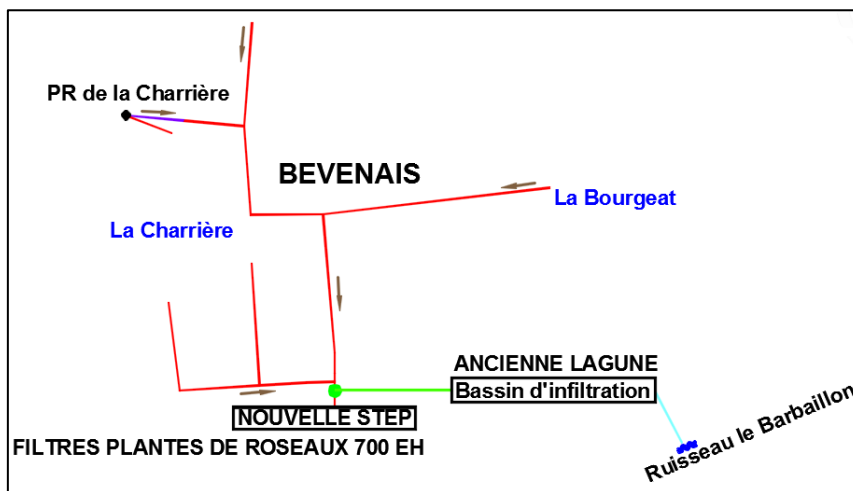 PR de la Charrière
BEVENAIS
La Bourgeat
La Charrière
ANCIENNE LAGUNE
Bassin d'infiltration
NOUVELLE STEP
FILTRES PLANTES DE ROSEAUX 700 EH
Ruisseau le Barbaillon